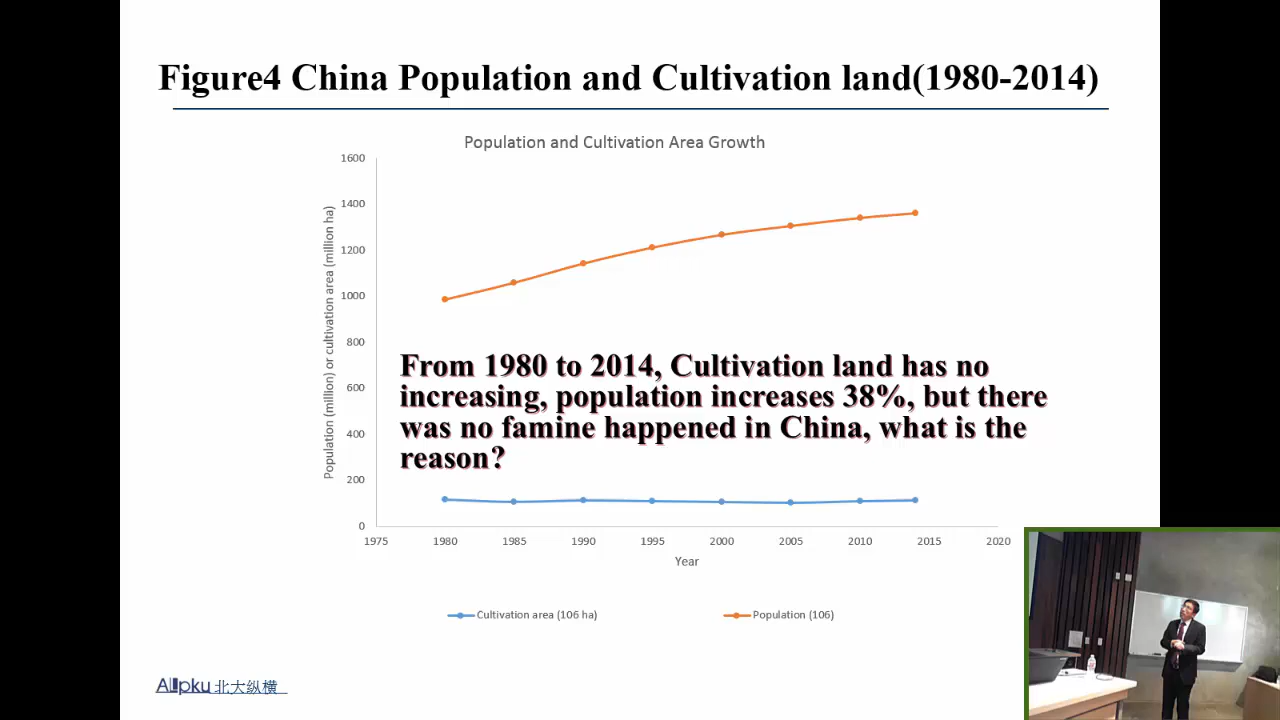 Figure4 China Population and Cultivation land(1980-2014)
Population and Cultivation Area Growth
Population (million) or cultivation area (million ha)
1600
1400
1200
1000
800
600
400
200
0
From 1980 to 2014, Cultivation land has no
increasing, population increases 38%, but there
was no famine happened in China, what is the
reason?
1975 1980 1985 1990 1995 2000 2005 2010 2015 2020
Year
Cultivation area (106 ha) Population (106)
Allpku 北大纵横